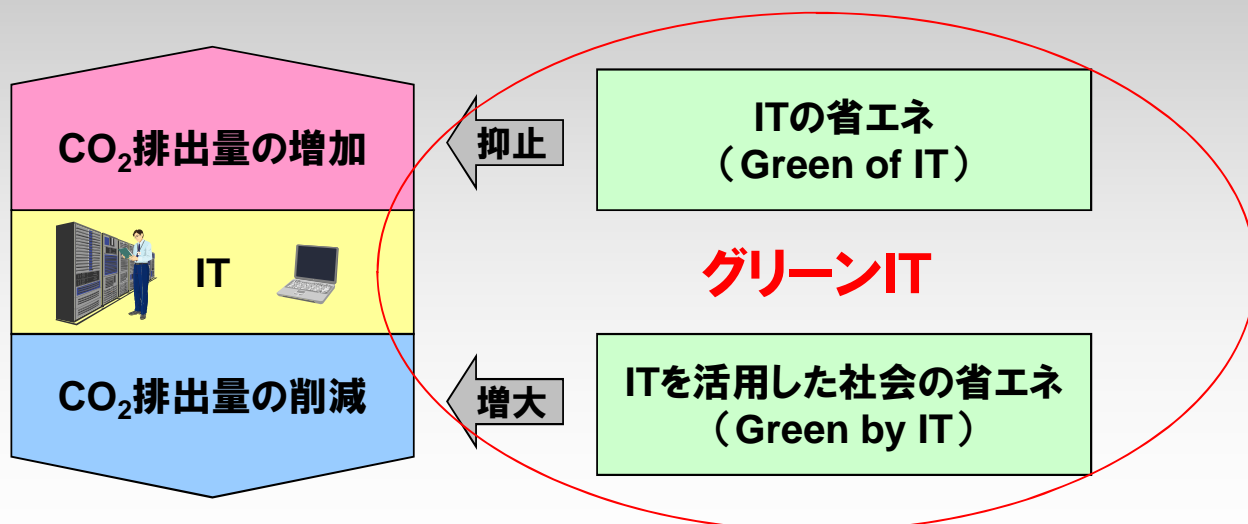 CO₂排出量の増加
抑止
ITの省エネ
（Green of IT）
IT
グリーンIT
CO₂排出量の削減
増大
ITを活用した社会の省エネ
（Green by IT）